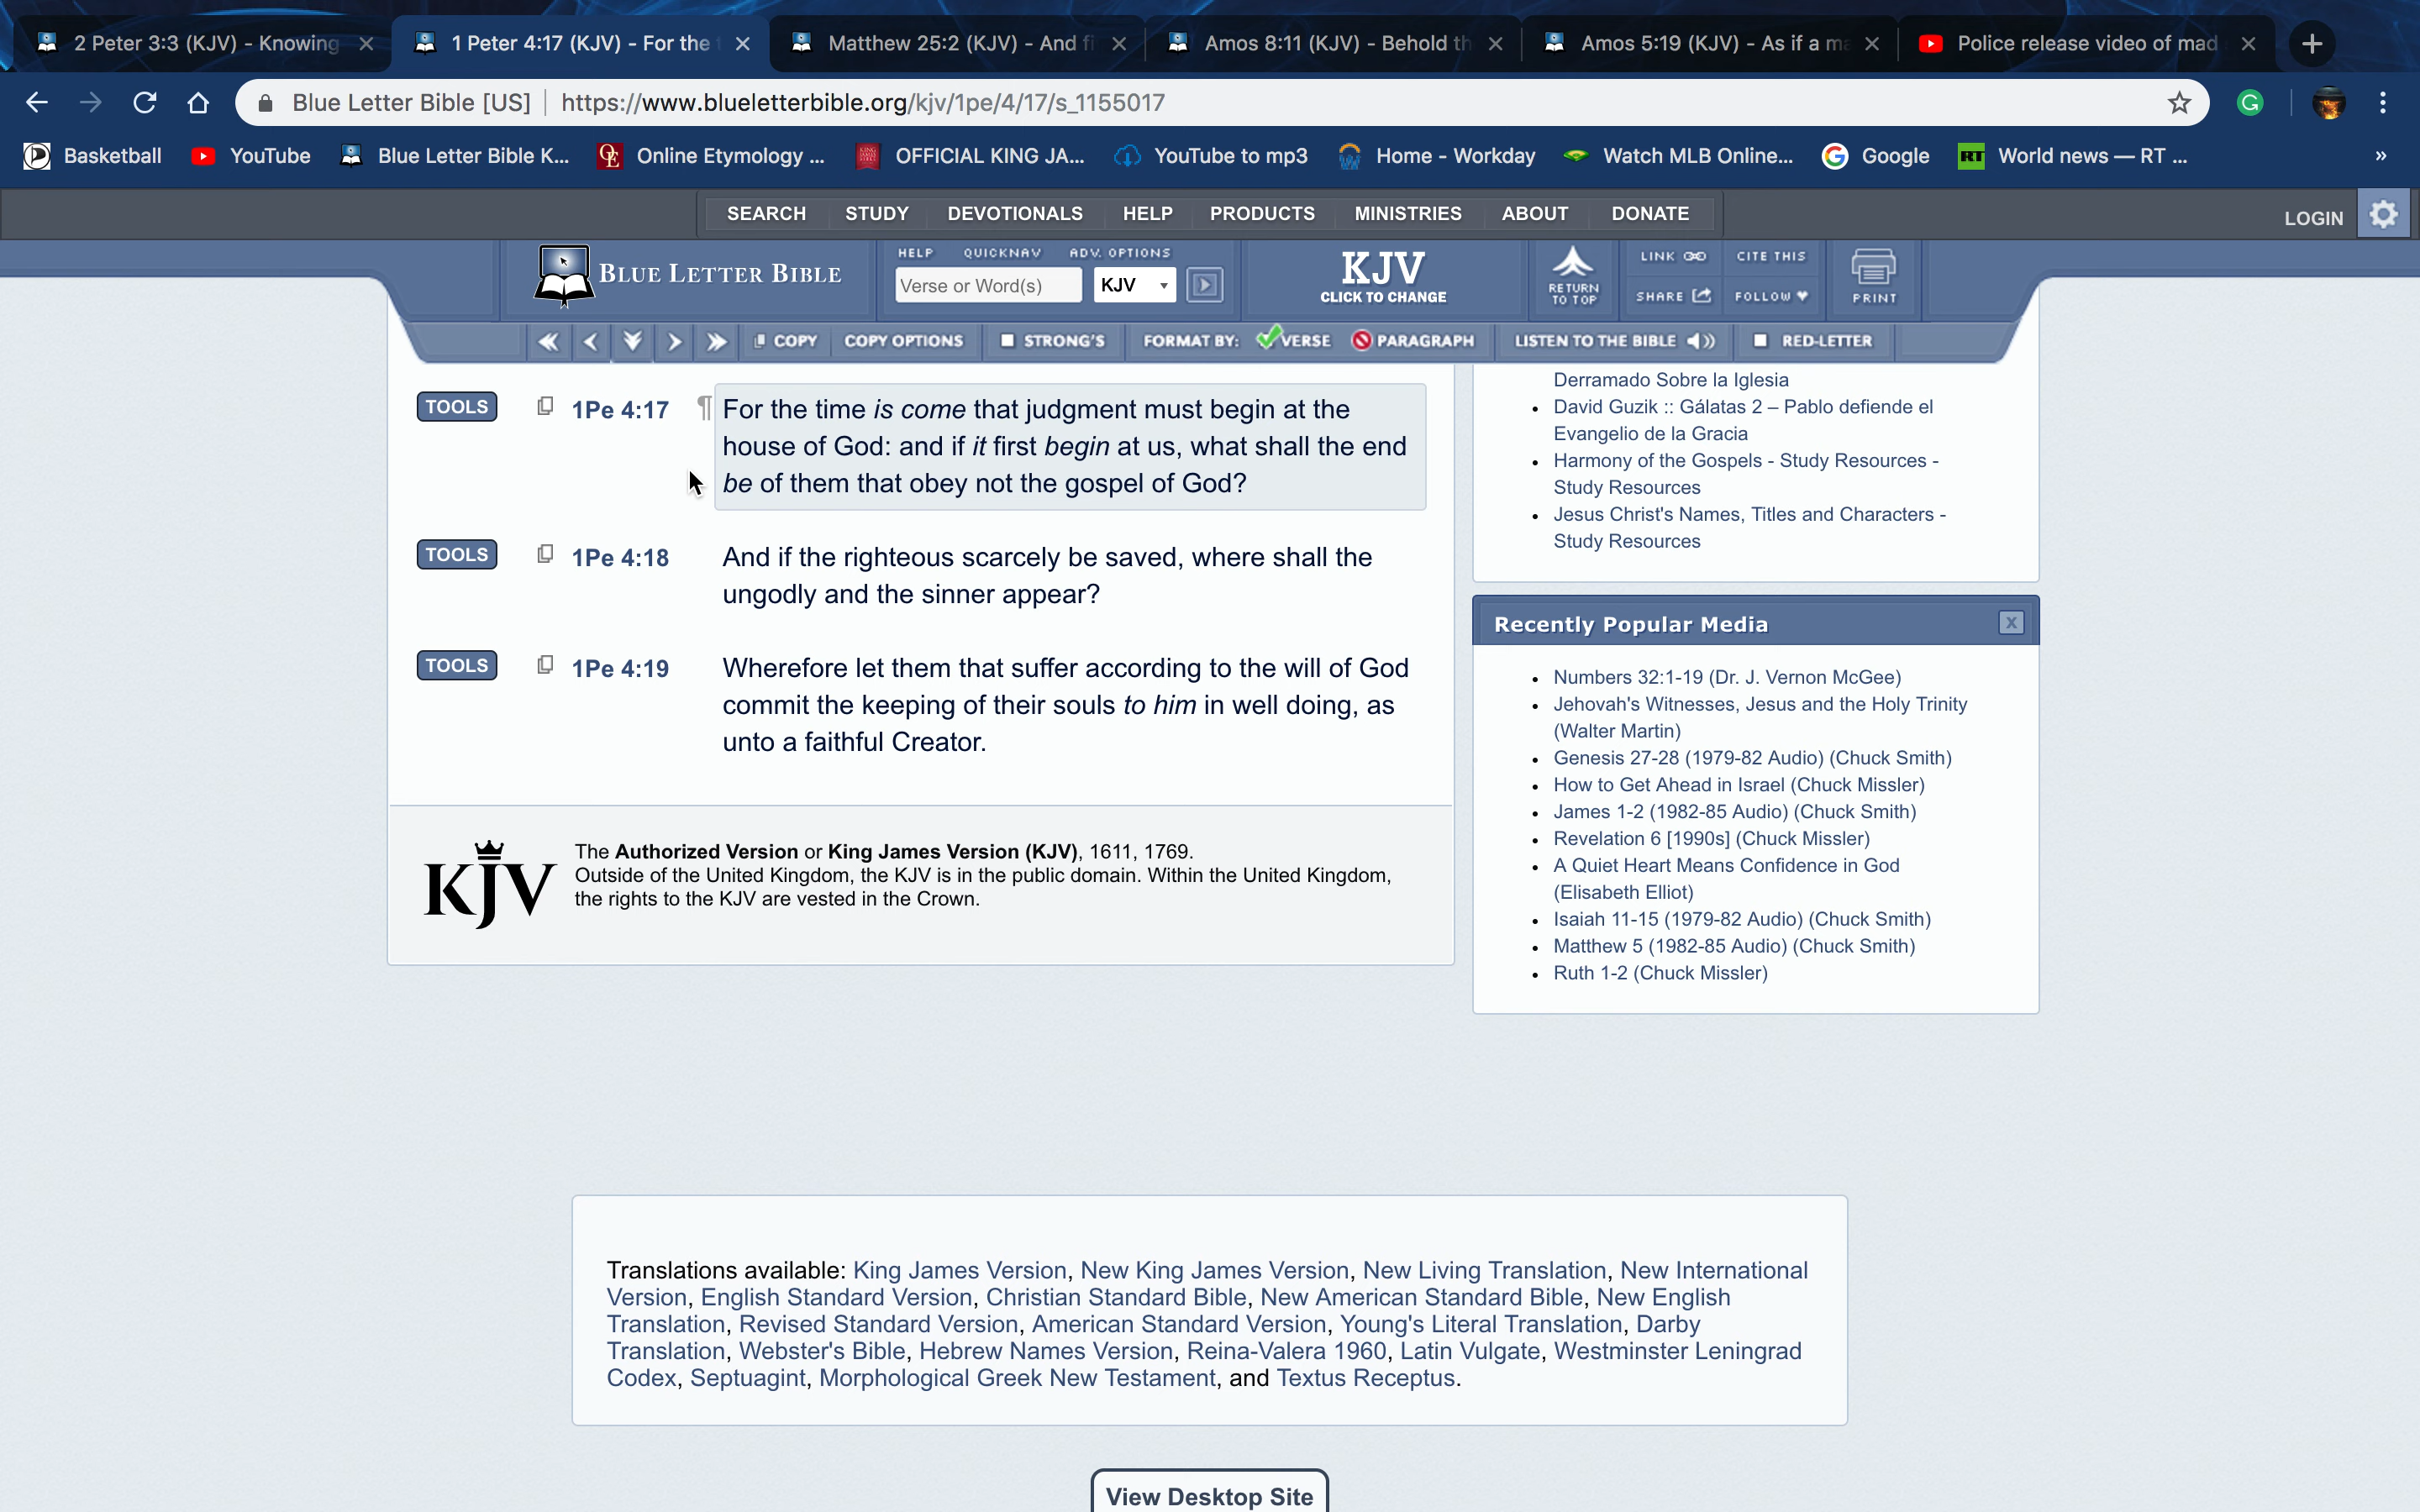 2 Peter 3:3 (KJV) - Knowing
1 Peter 4:17 (KJV) - For the
Matthew 25:2 (KJV) - And fi
Amos 8:11 (KJV) - Behold th
Amos 5:19 (KJV) - As if a ma
Police release video of mad
Blue Letter Bible [US] https://www.blueletterbible.org/kjv/1pe/4/17/s_1155017
Basketball YouTube Blue Letter Bible K... Online Etymology ... OFFICIAL KING JA... YouTube to mp3 Home - Workday Watch MLB Online... Google World news — RT ... »
SEARCH STUDY DEVOTIONALS HELP PRODUCTS MINISTRIES ABOUT DONATE
LOGIN
BLUE LETTER BIBLE
HELP QUICKNAV ADV. OPTIONS
Verse or Word(s) KJV
KJV
CLICK TO CHANGE
RETURN
TO TOP
LINK CITE THIS
SHARE FOLLOW
PRINT
COPY COPY OPTIONS STRONG'S FORMAT BY: VERSE PARAGRAPH LISTEN TO THE BIBLE RED-LETTER
TOOLS 1Pe 4:17 ¶ For the time is come that judgment must begin at the
house of God: and if it first begin at us, what shall the end
be of them that obey not the gospel of God?
TOOLS 1Pe 4:18 And if the righteous scarcely be saved, where shall the
ungodly and the sinner appear?
TOOLS 1Pe 4:19 Wherefore let them that suffer according to the will of God
commit the keeping of their souls to him in well doing, as
unto a faithful Creator.
KJV
The Authorized Version or King James Version (KJV), 1611, 1769.
Outside of the United Kingdom, the KJV is in the public domain. Within the United Kingdom,
the rights to the KJV are vested in the Crown.
Derramado Sobre la Iglesia
• David Guzik :: Gálatas 2 – Pablo defiende el
Evangelio de la Gracia
• Harmony of the Gospels - Study Resources -
Study Resources
• Jesus Christ's Names, Titles and Characters -
Study Resources
Recently Popular Media X
• Numbers 32:1-19 (Dr. J. Vernon McGee)
• Jehovah's Witnesses, Jesus and the Holy Trinity
(Walter Martin)
• Genesis 27-28 (1979-82 Audio) (Chuck Smith)
• How to Get Ahead in Israel (Chuck Missler)
• James 1-2 (1982-85 Audio) (Chuck Smith)
• Revelation 6 [1990s] (Chuck Missler)
• A Quiet Heart Means Confidence in God
(Elisabeth Elliot)
• Isaiah 11-15 (1979-82 Audio) (Chuck Smith)
• Matthew 5 (1982-85 Audio) (Chuck Smith)
• Ruth 1-2 (Chuck Missler)
Translations available: King James Version, New King James Version, New Living Translation, New International
Version, English Standard Version, Christian Standard Bible, New American Standard Bible, New English
Translation, Revised Standard Version, American Standard Version, Young's Literal Translation, Darby
Translation, Webster's Bible, Hebrew Names Version, Reina-Valera 1960, Latin Vulgate, Westminster Leningrad
Codex, Septuagint, Morphological Greek New Testament, and Textus Receptus.
View Desktop Site